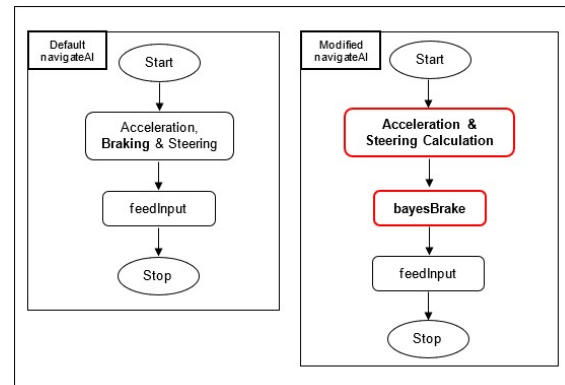 Default
navigateAI
Start
Acceleration,
Braking & Steering
feedInput
Stop
Modified
navigateAI
Start
Acceleration &
Steering Calculation
bayesBrake
feedInput
Stop